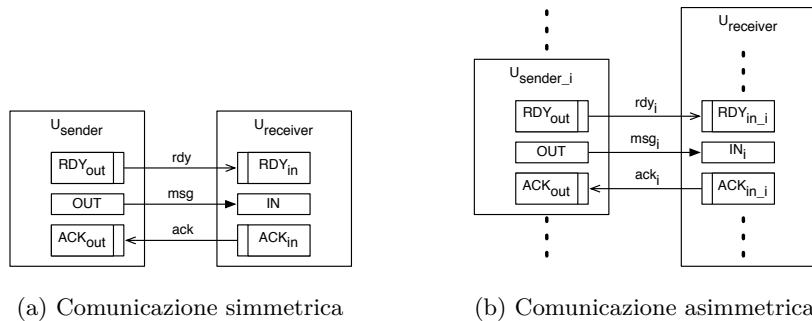 U_sender
U_receiver
RDY_out
rdy
RDY_in
OUT
msg
IN
ACK_out
ack
ACK_in
(a) Comunicazione simmetrica
U_receiver
U_sender_i
RDY_out
rdy_i
RDY_in_i
OUT
msg_i
IN_i
ACK_out
ack_i
ACK_in_i
(b) Comunicazione asimmetrica